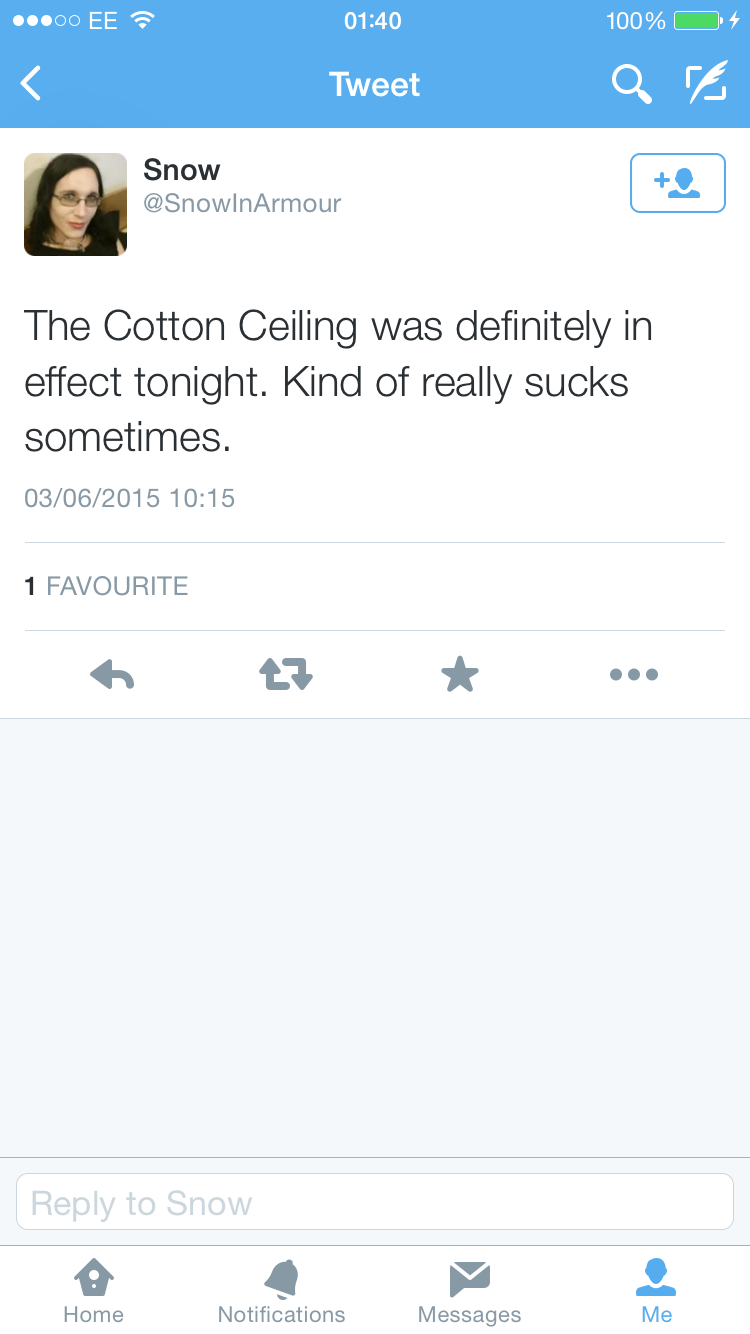 EE 01:40 100%
Tweet
Snow
@SnowInArmour
The Cotton Ceiling was definitely in
effect tonight. Kind of really sucks
sometimes.
03/06/2015 10:15
1 FAVOURITE
Reply to Snow
Home Notifications Messages Me